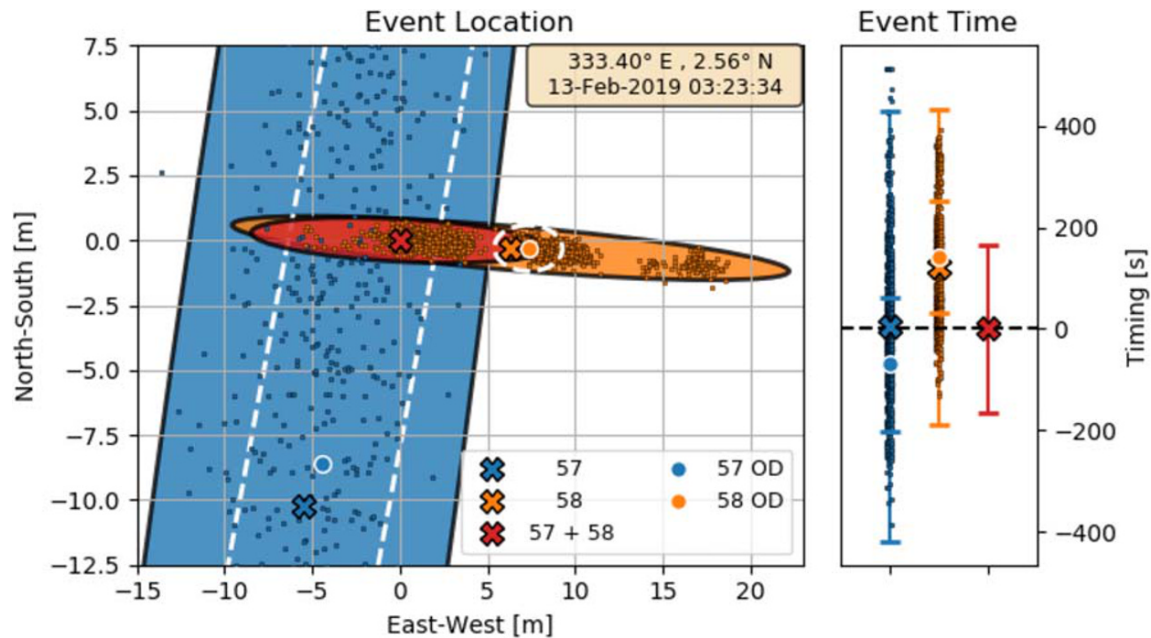 Event Location
Event Time
333.40° E , 2.56° N
13-Feb-2019 03:23:34
7.5
5.0
2.5
0.0
−2.5
−5.0
−7.5
−10.0
−12.5
North-South [m]
57
57 OD
58
58 OD
57 + 58
−15
−10
−5
0
5
10
15
20
East-West [m]
400
200
0
−200
−400
Timing [s]